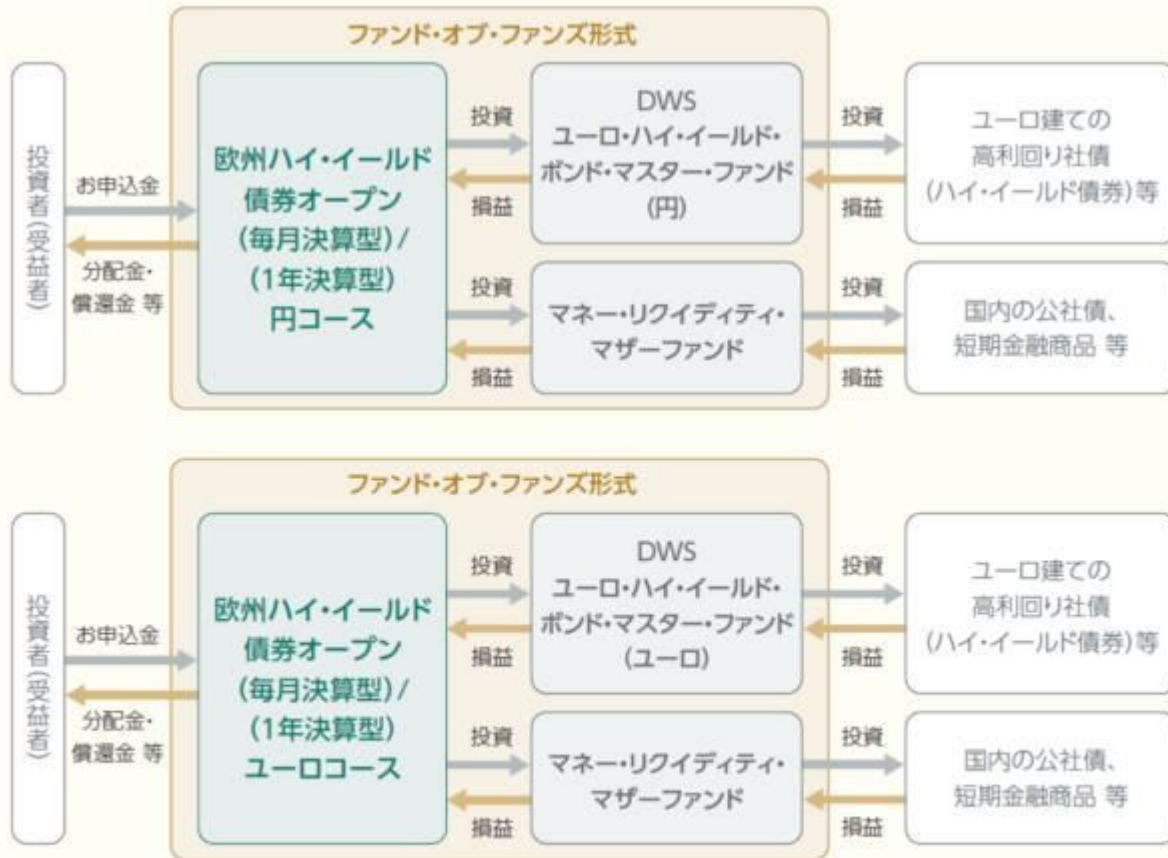 ファンド・オブ・ファンズ形式
投資者(受益者)
お申込金
分配金・
償還金 等
欧州ハイ・イールド
債券オープン
(毎月決算型)/
(1年決算型)
円コース
投資
損益
DWS
ユーロ・ハイ・イールド・
ボンド・マスター・ファンド
(円)
投資
損益
ユーロ建ての
高利回り社債
(ハイ・イールド債券)等
投資
損益
マネー・リクイディティ・
マザーファンド
投資
損益
国内の公社債、
短期金融商品 等
ファンド・オブ・ファンズ形式
投資者(受益者)
お申込金
分配金・
償還金 等
欧州ハイ・イールド
債券オープン
(毎月決算型)/
(1年決算型)
ユーロコース
投資
損益
DWS
ユーロ・ハイ・イールド・
ボンド・マスター・ファンド
(ユーロ)
投資
損益
ユーロ建ての
高利回り社債
(ハイ・イールド債券)等
投資
損益
マネー・リクイディティ・
マザーファンド
投資
損益
国内の公社債、
短期金融商品 等